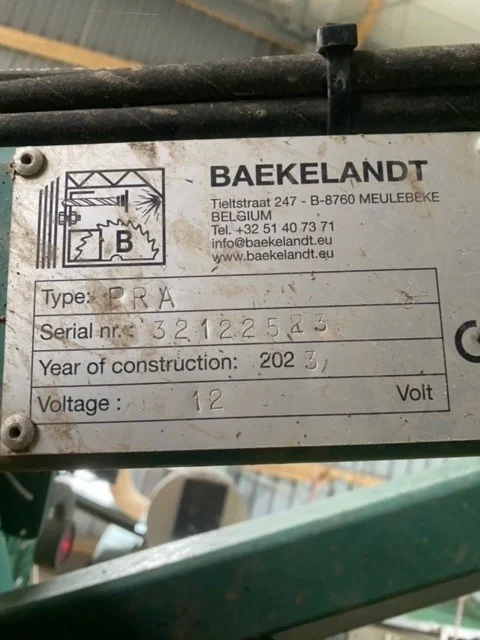 BAEKELANDT
Tieltstraat 247 - B-8760 MEULEBEKE
BELGIUM
Tel. +32 51 40 73 71
info@baekelandt.eu
www.baekelandt.eu
B
Type: PRA
Serial nr.: 32122523
Year of construction: 2023
Voltage : 12 Volt